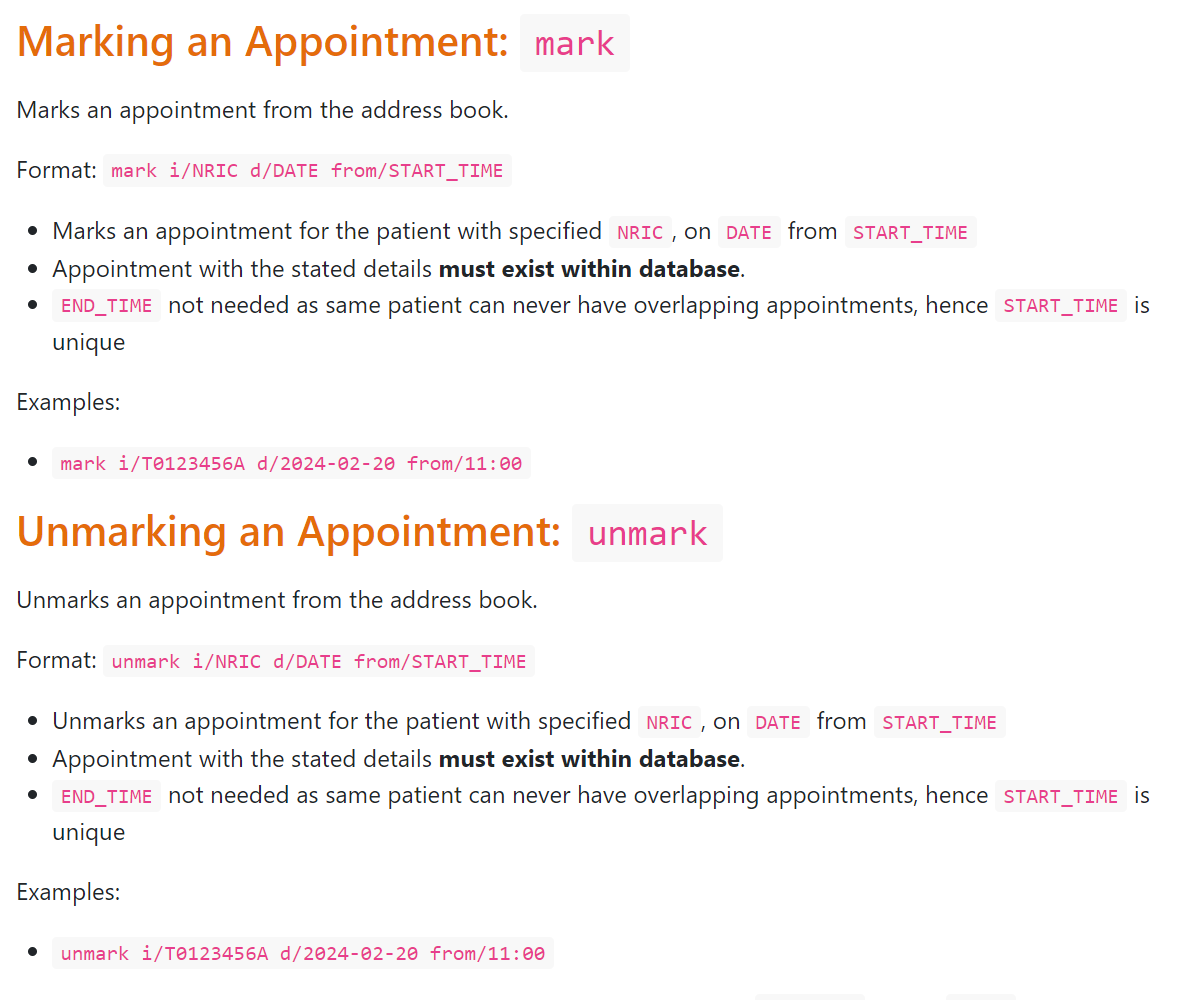 Marking an Appointment: mark
Marks an appointment from the address book.
Format: mark i/NRIC d/DATE from/START_TIME
Marks an appointment for the patient with specified NRIC , on DATE from START_TIME
Appointment with the stated details must exist within database.
END_TIME not needed as same patient can never have overlapping appointments, hence START_TIME is
unique
Examples:
mark i/T0123456A d/2024-02-20 from/11:00
Unmarking an Appointment: unmark
Unmarks an appointment from the address book.
Format: unmark i/NRIC d/DATE from/START_TIME
Unmarks an appointment for the patient with specified NRIC , on DATE from START_TIME
Appointment with the stated details must exist within database.
END_TIME not needed as same patient can never have overlapping appointments, hence START_TIME is
unique
Examples:
unmark i/T0123456A d/2024-02-20 from/11:00